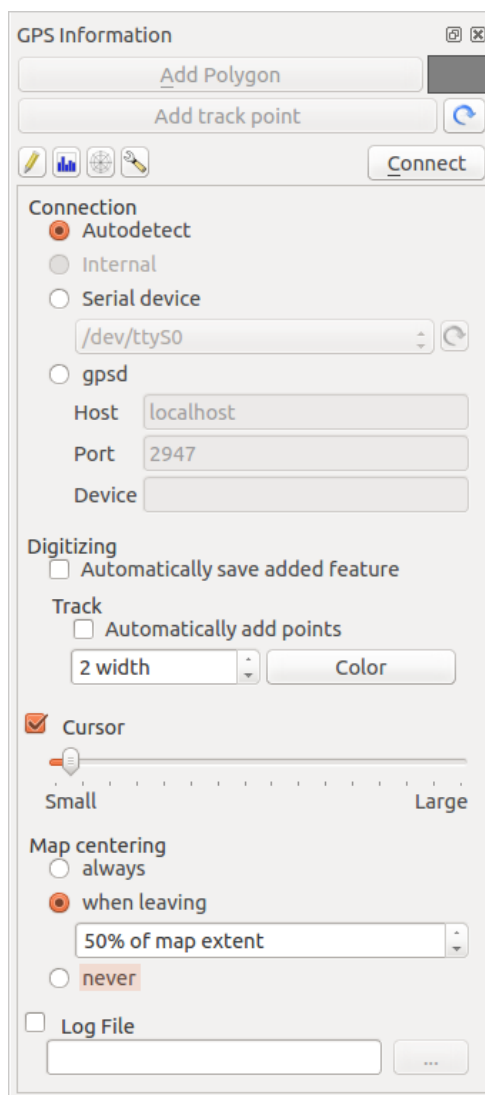 GPS Information
Add Polygon
Add track point
Connect
Connection
Autodetect
Internal
Serial device
/dev/ttyS0
gpsd
Host localhost
Port 2947
Device
Digitizing
Automatically save added feature
Track
Automatically add points
2 width Color
Cursor
Small Large
Map centering
always
when leaving
50% of map extent
never
Log File
...